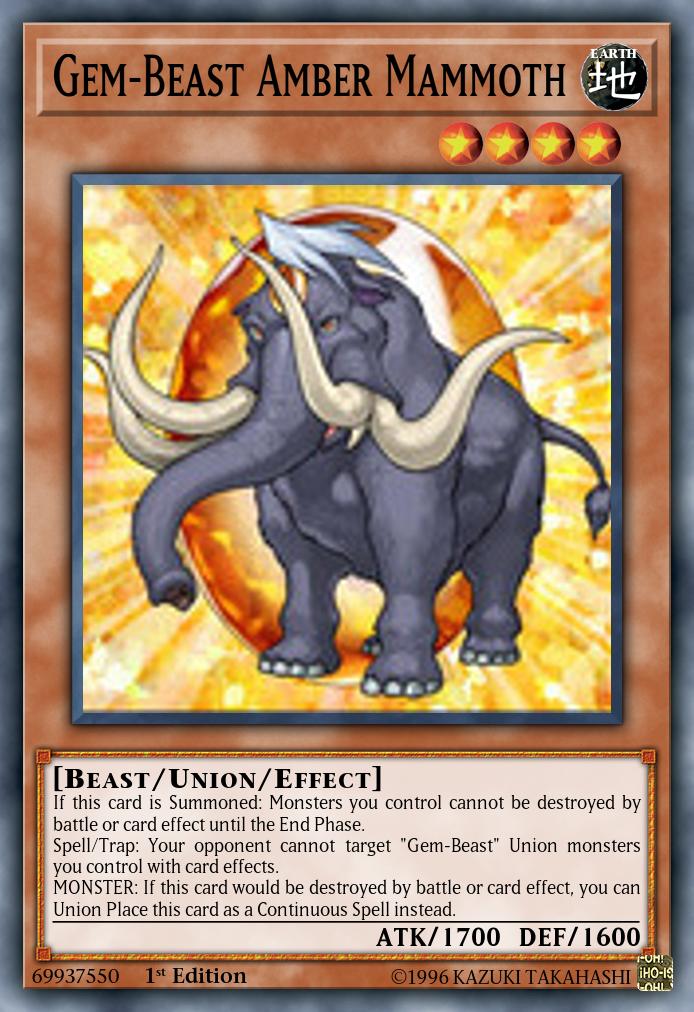 GEM-BEAST AMBER MAMMOTH
EARTH
地
[BEAST/UNION/EFFECT]
If this card is Summoned: Monsters you control cannot be destroyed by
battle or card effect until the End Phase.
Spell/Trap: Your opponent cannot target "Gem-Beast" Union monsters
you control with card effects.
MONSTER: If this card would be destroyed by battle or card effect, you can
Union Place this card as a Continuous Spell instead.
ATK/1700 DEF/1600
69937550 1st Edition ©1996 KAZUKI TAKAHASHI